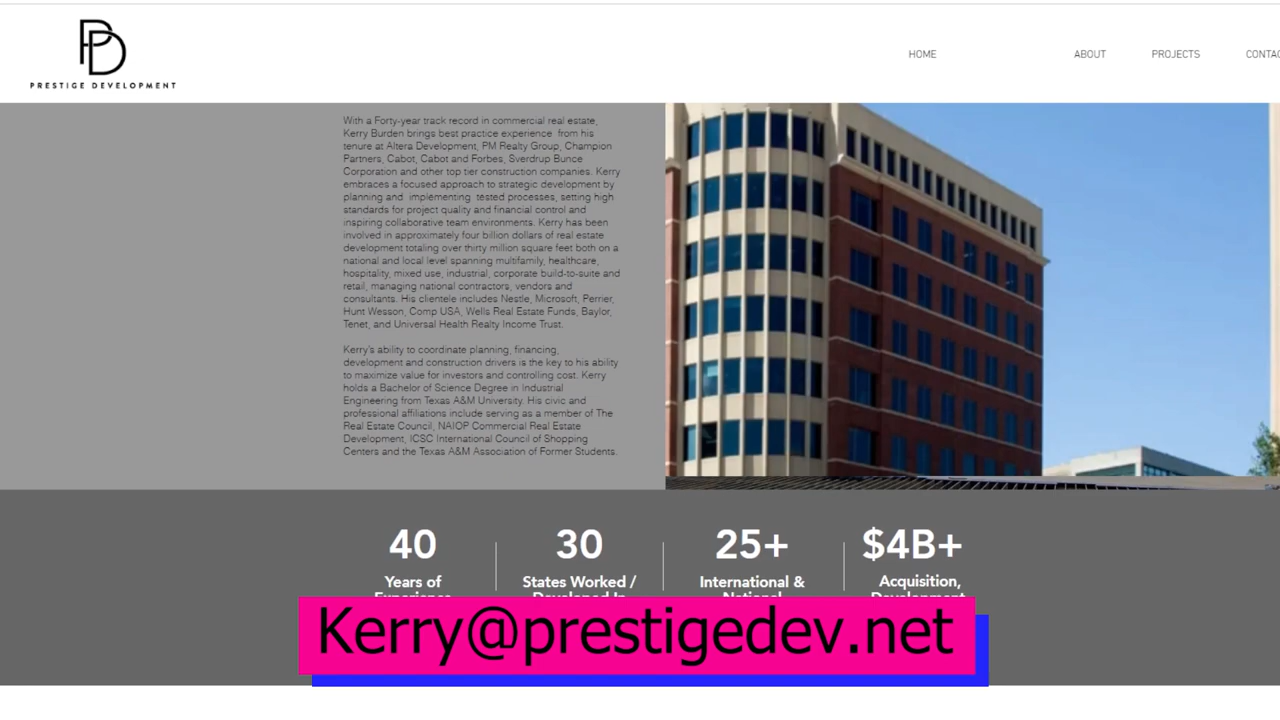 PRESTIGE DEVELOPMENT
HOME
ABOUT
PROJECTS
With a Forty-year track record in commercial real estate,
Kerry Burden brings best practice experience from his
tenure at Altera Development, PM Realty Group, Champion
Partners, Cabot, Cabot and Forbes, Sverdrup Bunce
Corporation and other top tier construction companies. Kerry
embraces a focused approach to strategic development by
planning and implementing tested processes, setting high
standards for project quality and financial control and
inspiring collaborative team environments. Kerry has been
involved in approximately four billion dollars of real estate
development totaling over thirty million square feet both on a
national and local level spanning multifamily, healthcare,
hospitality, mixed use, industrial, corporate build-to-suite and
retail, managing national contractors, vendors and
consultants. His clientele includes Nestle, Microsoft, Perrier,
Hunt Wesson, Comp USA, Wells Real Estate Funds, Baylor,
Tenet, and Universal Health Realty Income Trust.
Kerry's ability to coordinate planning, financing,
development and construction drivers is the key to his ability
to maximize value for investors and controlling cost. Kerry
holds a Bachelor of Science Degree in Industrial
Engineering from Texas A&M University. His civic and
professional affiliations include serving as a member of The
Real Estate Council, NAIOP Commercial Real Estate
Development, ICSC International Council of Shopping
Centers and the Texas A&M Association of Former Students.
40
Years of
Experience
30
States Worked /
Developed In
25+
International &
National
$4B+
Acquisition,
Development
Kerry@prestigedev.net